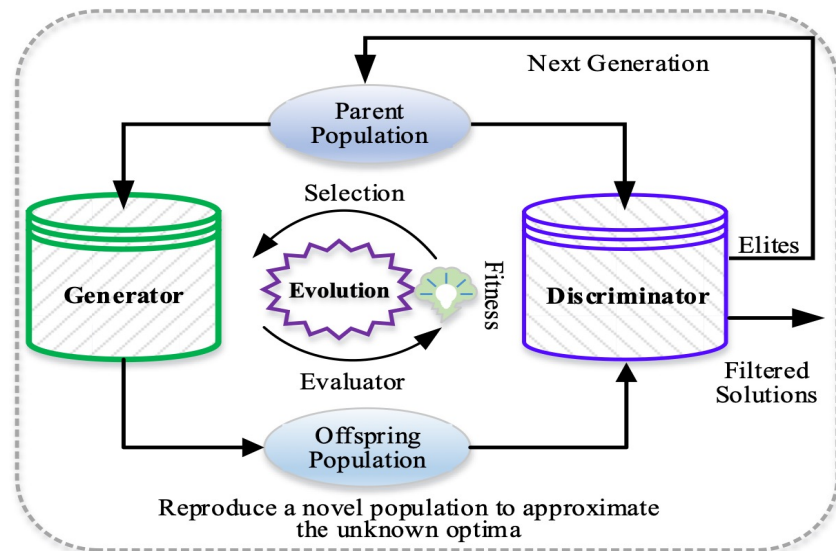 Next Generation
Parent
Population
Selection
Elites
Generator
Evolution
Fitness
Discriminator
Evaluator
Filtered
Solutions
Offspring
Population
Reproduce a novel population to approximate
the unknown optima